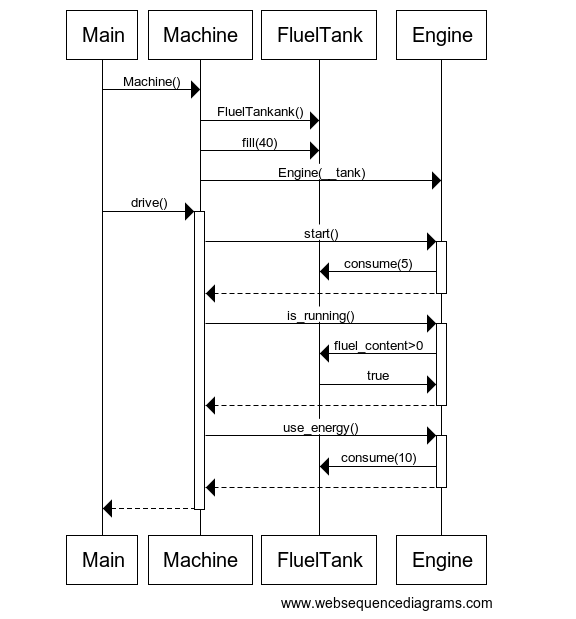 Main Machine FluelTank Engine
Machine()
FluelTankank()
fill(40)
Engine(__tank)
drive()
start()
consume(5)
is_running()
fluel_content>0
true
use_energy()
consume(10)
Main Machine FluelTank Engine
www.websequencediagrams.com